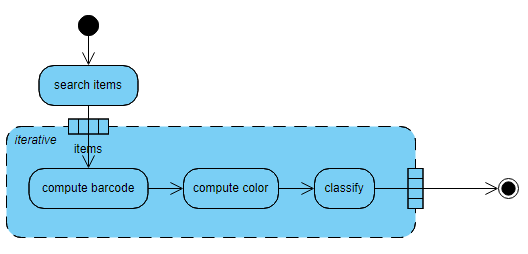 search items
iterative
items
compute barcode
compute color
classify